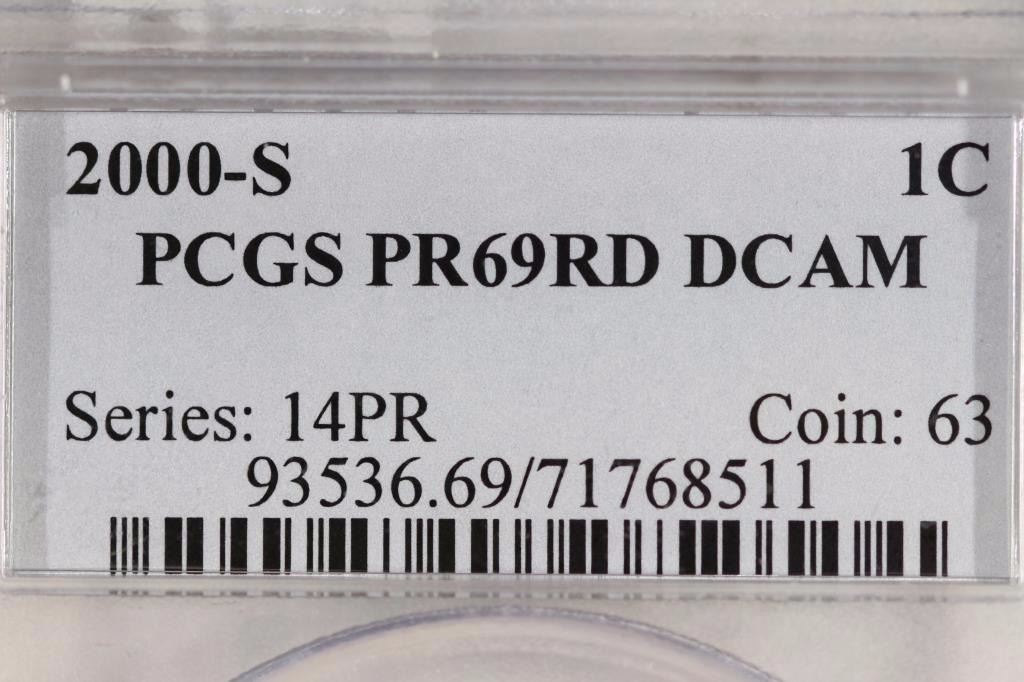 2000-S 1C
PCGS PR69RD DCAM
Series: 14PR Coin: 63
93536.69/71768511